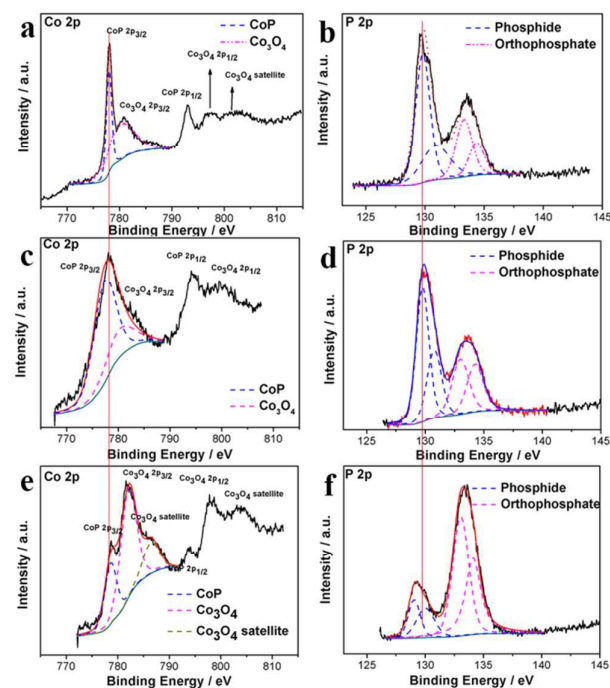 a
Co 2p
CoP 2p3/2
CoP
Co3O4
Co3O4 2p1/2
Co3O4 satellite
CoP 2p1/2
Co3O4 2p3/2
Intensity / a.u.
770 780 790 800 810
Binding Energy / eV
b
P 2p
Phosphide
Orthophosphate
Intensity / a.u.
125 130 135 140 145
Binding Energy / eV
c
Co 2p
CoP 2p3/2
Co3O4 2p3/2
CoP 2p1/2
Co3O4 2p1/2
CoP
Co3O4
Intensity / a.u.
770 780 790 800 810
Binding Energy / eV
d
P 2p
Phosphide
Orthophosphate
Intensity / a.u.
125 130 135 140 145
Binding Energy / eV
e
Co 2p
Co3O4 2p3/2
Co3O4 2p1/2
Co3O4 satellite
Co3O4 satellite
CoP 2p3/2
P 2p1/2
CoP
Co3O4
Co3O4 satellite
Intensity / a.u.
770 780 790 800 810
Binding Energy / eV
f
P 2p
Phosphide
Orthophosphate
Intensity / a.u.
125 130 135 140 145
Binding Energy / eV